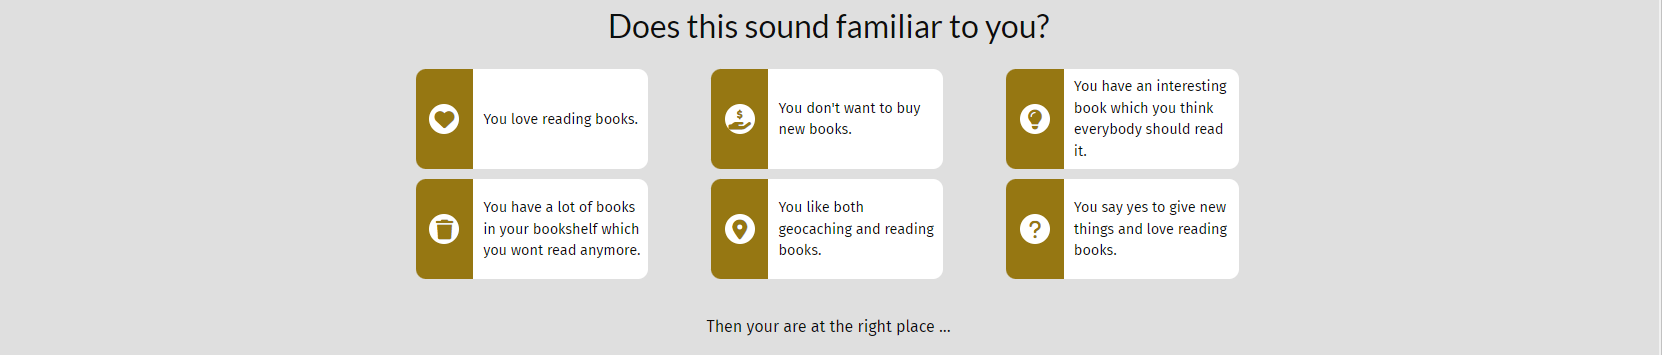 Does this sound familiar to you?
You love reading books.
You don't want to buy
new books.
You have an interesting
book which you think
everybody should read
it.
You have a lot of books
in your bookshelf which
you wont read anymore.
You like both
geocaching and reading
books.
You say yes to give new
things and love reading
books.
Then your are at the right place ...